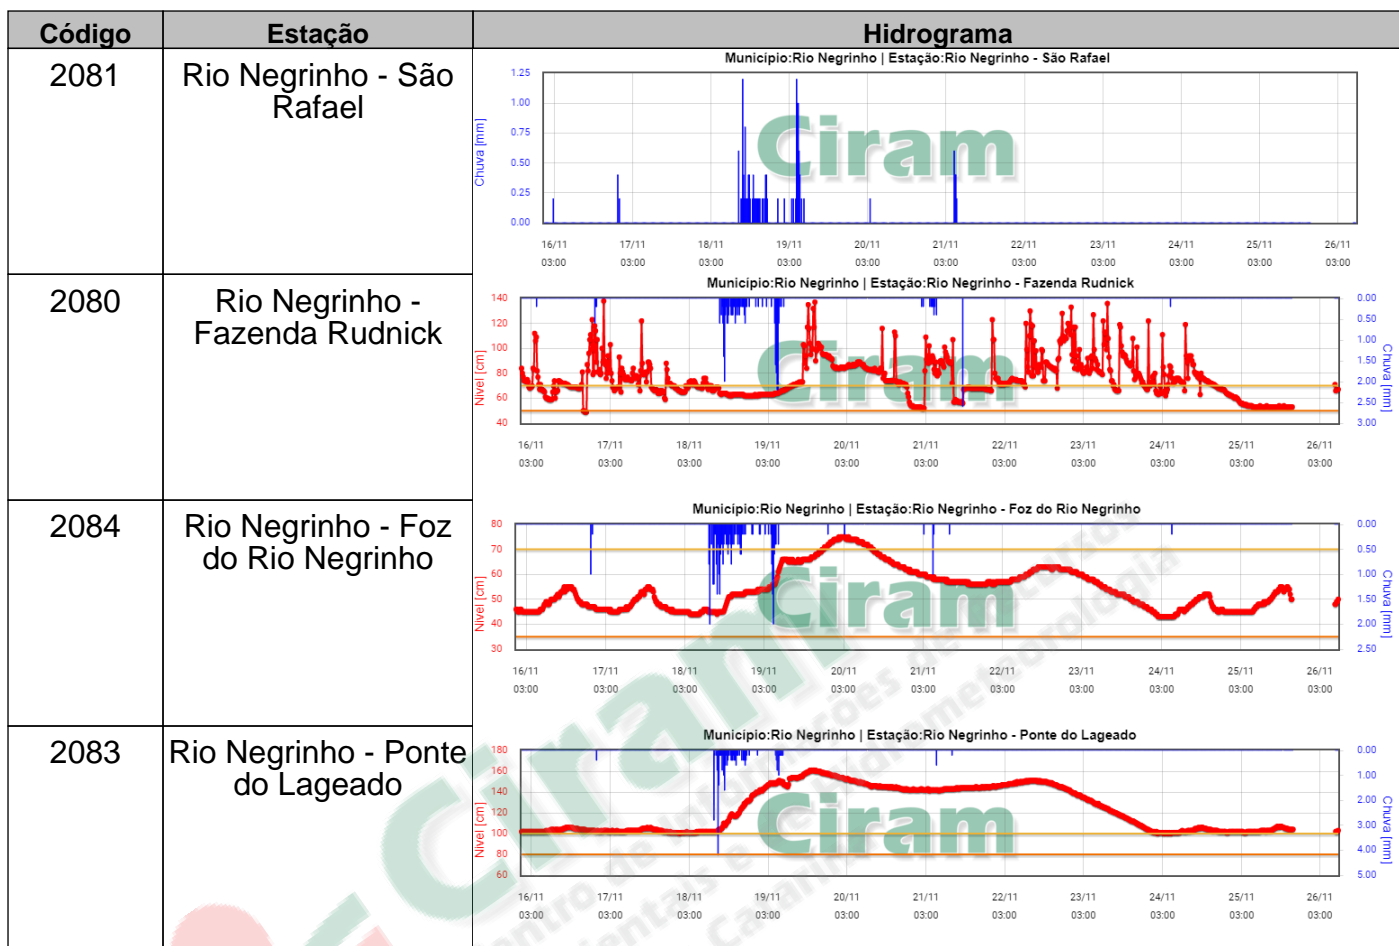 Código Estação Hidrograma
2081
Rio Negrinho - São
Rafael
Município:Rio Negrinho | Estação:Rio Negrinho - São Rafael
Chuva [mm]
1.25
1.00
0.75
0.50
0.25
0.00
Ciram
16/11 17/11 18/11 19/11 20/11 21/11 22/11 23/11 24/11 25/11 26/11
03:00 03:00 03:00 03:00 03:00 03:00 03:00 03:00 03:00 03:00 03:00
2080
Rio Negrinho -
Fazenda Rudnick
Município:Rio Negrinho | Estação:Rio Negrinho - Fazenda Rudnick
Nível [cm]
140
120
100
80
60
40
Ciram
0.00
0.50
1.00
1.50
2.00
2.50
3.00
Chuva [mm]
16/11 17/11 18/11 19/11 20/11 21/11 22/11 23/11 24/11 25/11 26/11
03:00 03:00 03:00 03:00 03:00 03:00 03:00 03:00 03:00 03:00 03:00
2084
Rio Negrinho - Foz
do Rio Negrinho
Município:Rio Negrinho | Estação:Rio Negrinho - Foz do Rio Negrinho
Nível [cm]
80
70
60
50
40
30
Ciram
0.00
0.50
1.00
1.50
2.00
2.50
Chuva [mm]
16/11 17/11 18/11 19/11 20/11 21/11 22/11 23/11 24/11 25/11 26/11
03:00 03:00 03:00 03:00 03:00 03:00 03:00 03:00 03:00 03:00 03:00
2083
Rio Negrinho - Ponte
do Lageado
Município:Rio Negrinho | Estação:Rio Negrinho - Ponte do Lageado
Nível [cm]
180
160
140
120
100
80
60
Ciram
0.00
1.00
2.00
3.00
4.00
5.00
Chuva [mm]
16/11 17/11 18/11 19/11 20/11 21/11 22/11 23/11 24/11 25/11 26/11
03:00 03:00 03:00 03:00 03:00 03:00 03:00 03:00 03:00 03:00 03:00
Ciram